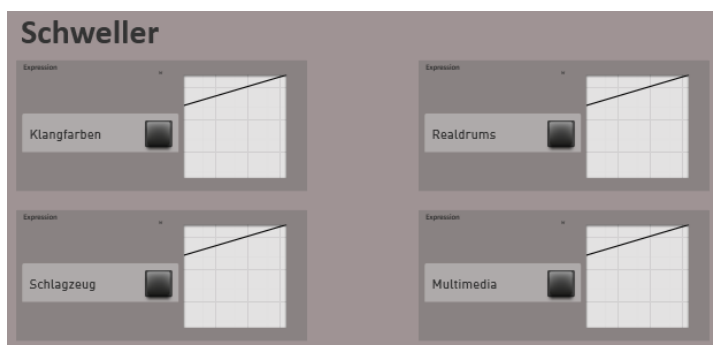 Schweller
Expression
Klangfarben
Expression
Realdrums
Expression
Schlagzeug
Expression
Multimedia